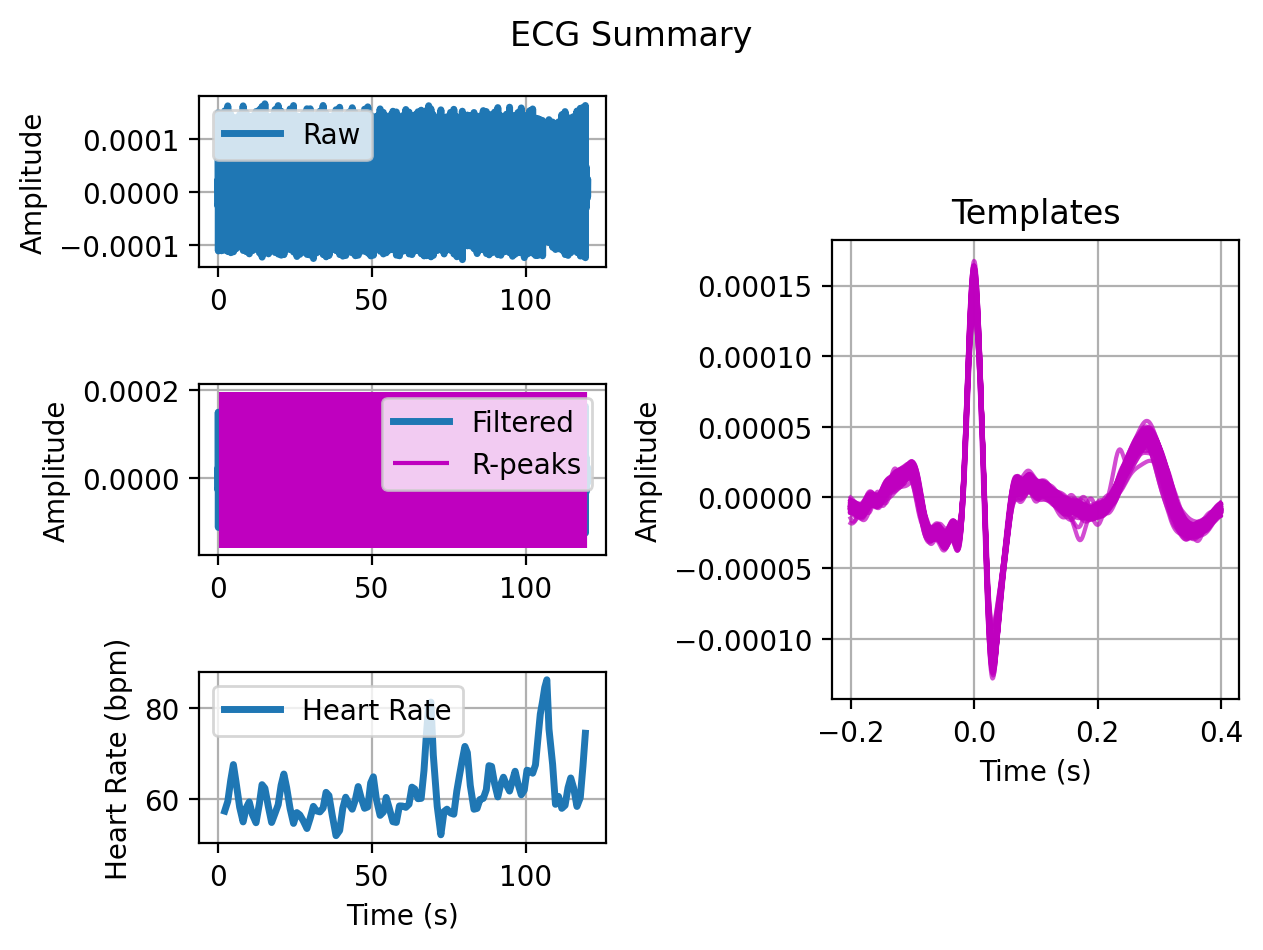 ECG Summary
Amplitude
0.0001
0.0000
−0.0001
Raw
0
50
100
Amplitude
0.0002
0.0000
Filtered
R-peaks
0
50
100
Heart Rate (bpm)
80
60
Heart Rate
0
50
100
Time (s)
Templates
Amplitude
0.00015
0.00010
0.00005
0.00000
−0.00005
−0.00010
−0.2
0.0
0.2
0.4
Time (s)